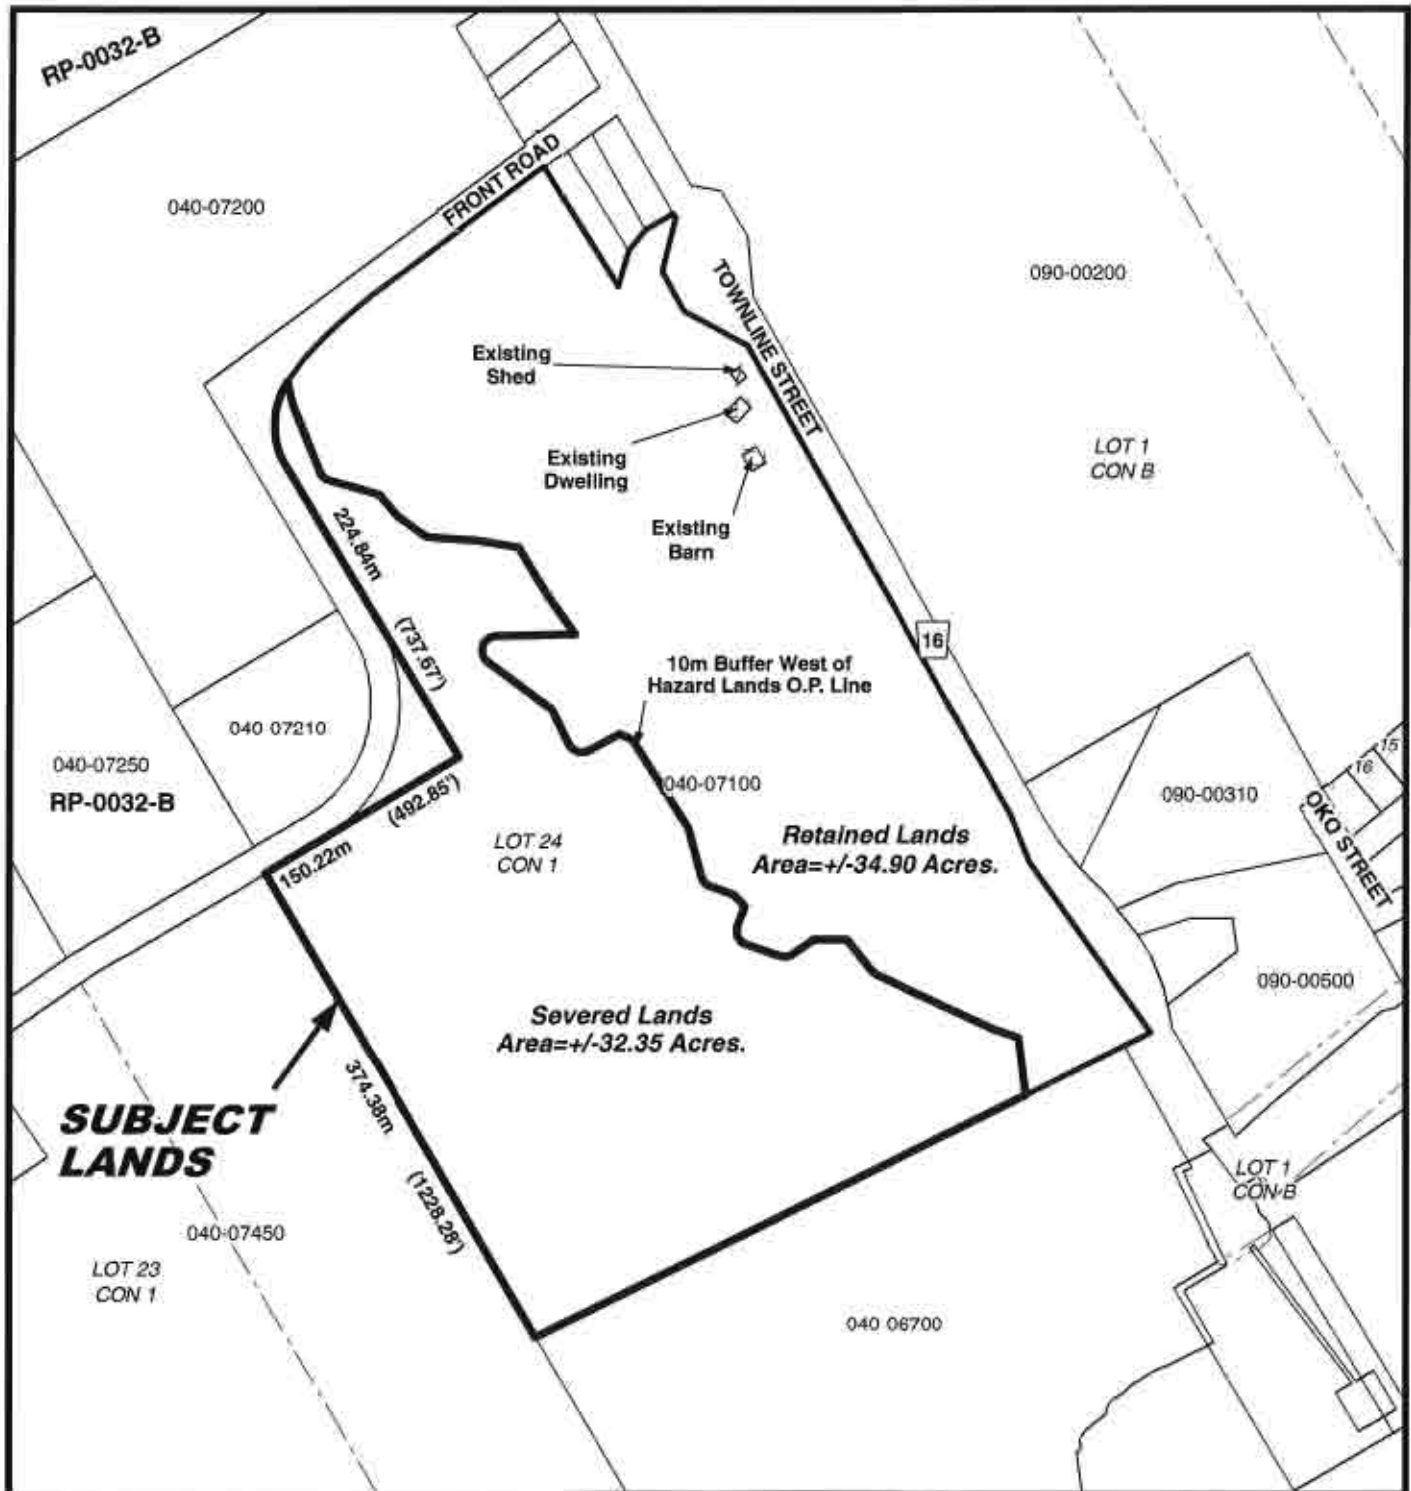 RP-0032-B
FRONT ROAD
040-07200
TOWNLINE STREET
090-00200
Existing
Shed
LOT 1
CON B
Existing
Dwelling
Existing
Barn
224.84m
(737.67')
16
10m Buffer West of
Hazard Lands O.P. Line
040-07210
040-07250
RP-0032-B
(492.85')
150.22m
040-07100
LOT 24
CON 1
Retained Lands
Area=+/-34.90 Acres.
090-00310
15
16
OKO STREET
090-00500
Severed Lands
Area=+/-32.35 Acres.
SUBJECT
LANDS
374.38m
(1228.28')
040-07450
LOT 23
CON 1
LOT 1
CON B
040 06700